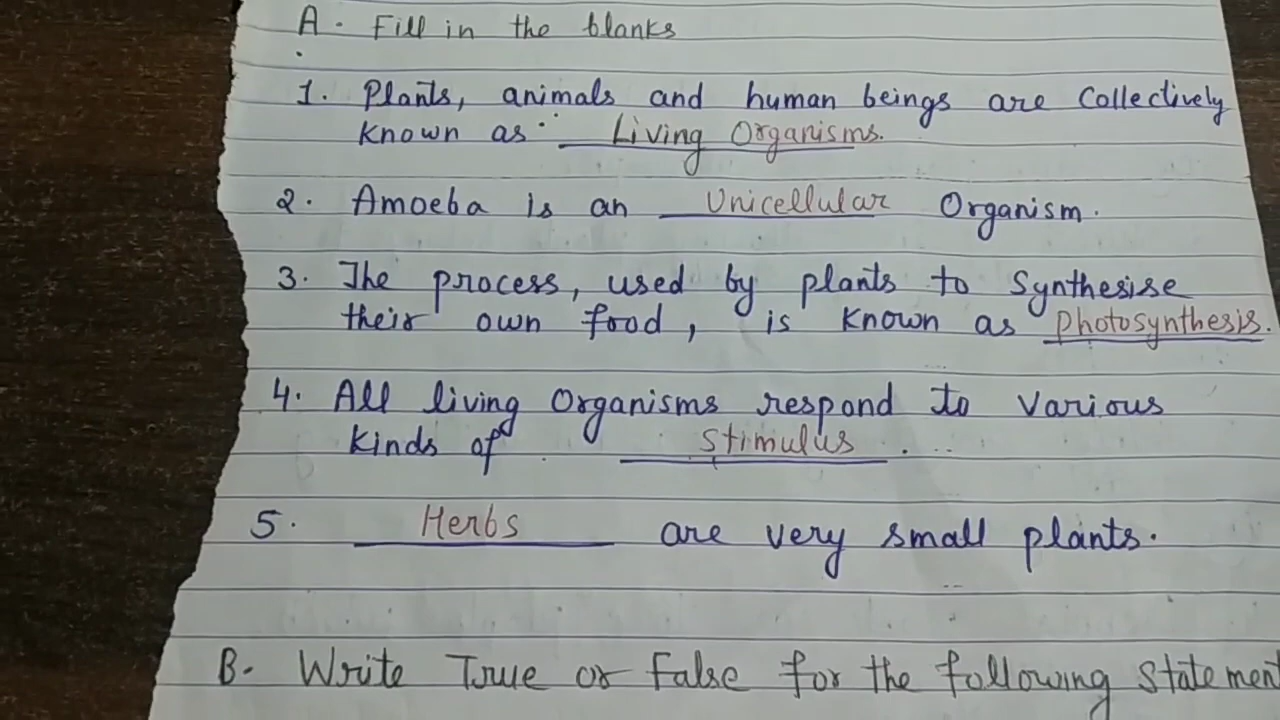 A. Fill in the blanks
1. Plants, animals and human beings are Collectively
known as Living Organisms.
2. Amoeba is an Unicellular Organism.
3. The process, used by plants to Synthesise
their own food, is known as Photosynthesis.
4. All living Organisms respond to various
kinds of Stimulus.
5. Herbs are very small plants.
B. Write True or False for the following Statement